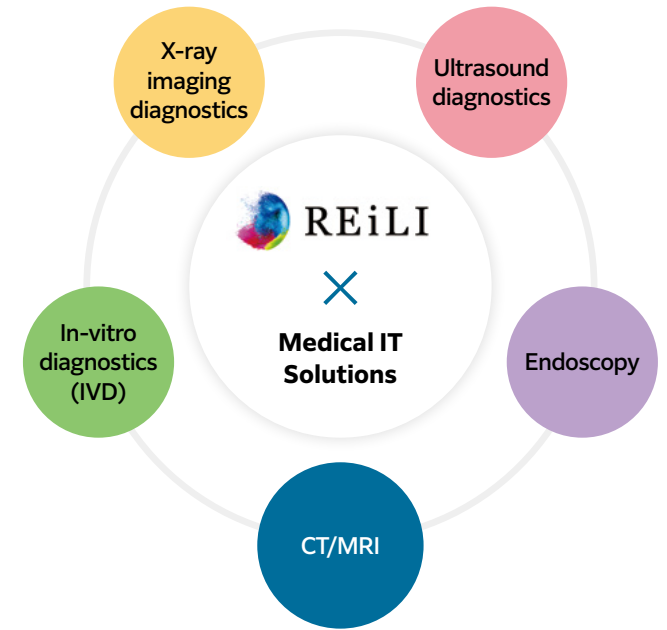 X-ray
imaging
diagnostics
Ultrasound
diagnostics
REiLI
×
Medical IT
Solutions
In-vitro
diagnostics
(IVD)
Endoscopy
CT/MRI